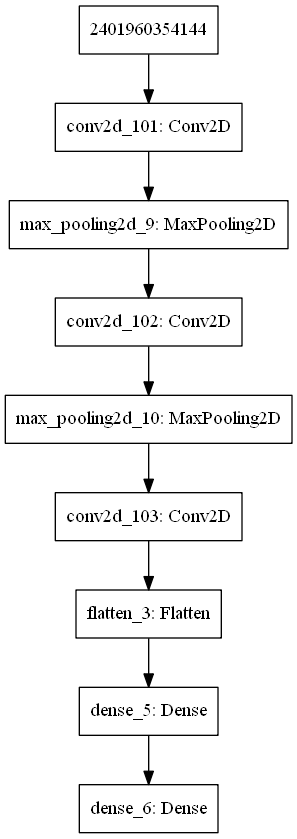 2401960354144
conv2d_101: Conv2D
max_pooling2d_9: MaxPooling2D
conv2d_102: Conv2D
max_pooling2d_10: MaxPooling2D
conv2d_103: Conv2D
flatten_3: Flatten
dense_5: Dense
dense_6: Dense